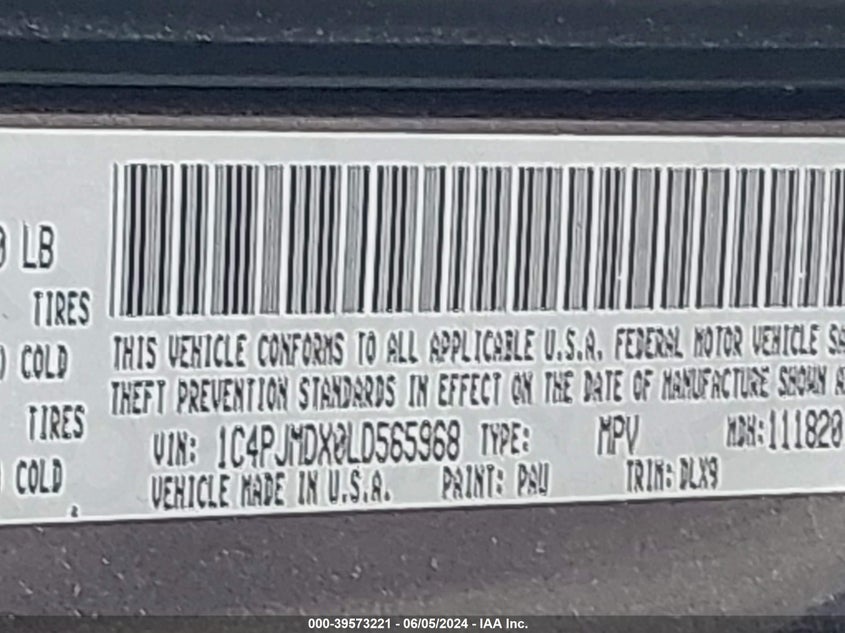 0 LB
TIRES
COLD
TIRES
COLD
THIS VEHICLE CONFORMS TO ALL APPLICABLE U.S.A. FEDERAL MOTOR VEHICLE SA
THEFT PREVENTION STANDARDS IN EFFECT ON THE DATE OF MANUFACTURE SHOWN A
VIN: 1C4PJMDX0LD565968 TYPE: MPV MDH:111820
VEHICLE MADE IN U.S.A. PAINT: PAU TRIM: DLX9
000-39573221 - 06/05/2024 - IAA Inc.